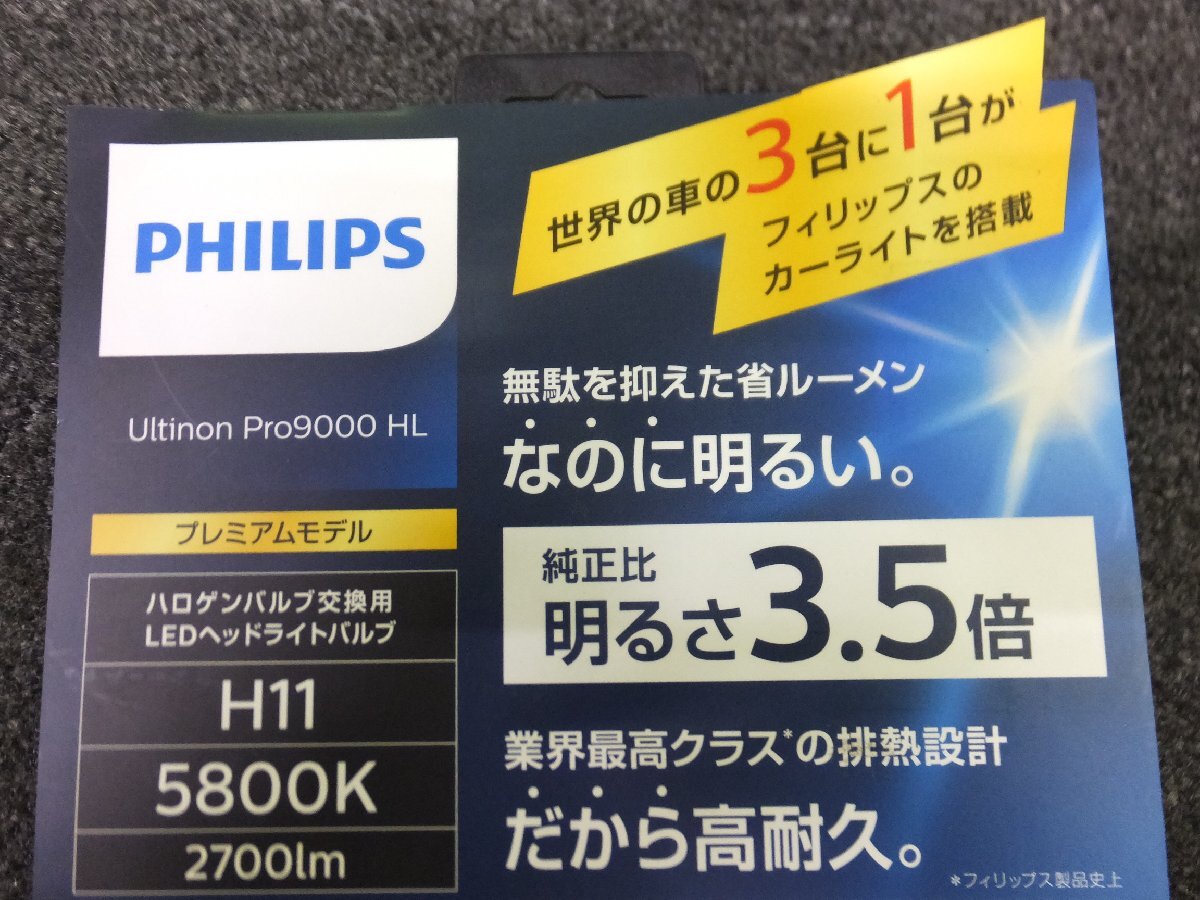 PHILIPS
Ultinon Pro9000 HL
プレミアムモデル
ハロゲンバルブ交換用
LEDヘッドライトバルブ
H11
5800K
2700lm
世界の車の3台に1台が
フィリップスの
カーライトを搭載
無駄を抑えた省ルーメン
なのに明るい。
純正比
明るさ3.5倍
業界最高クラス*の排熱設計
だから高耐久。
*フィリップス製品史上